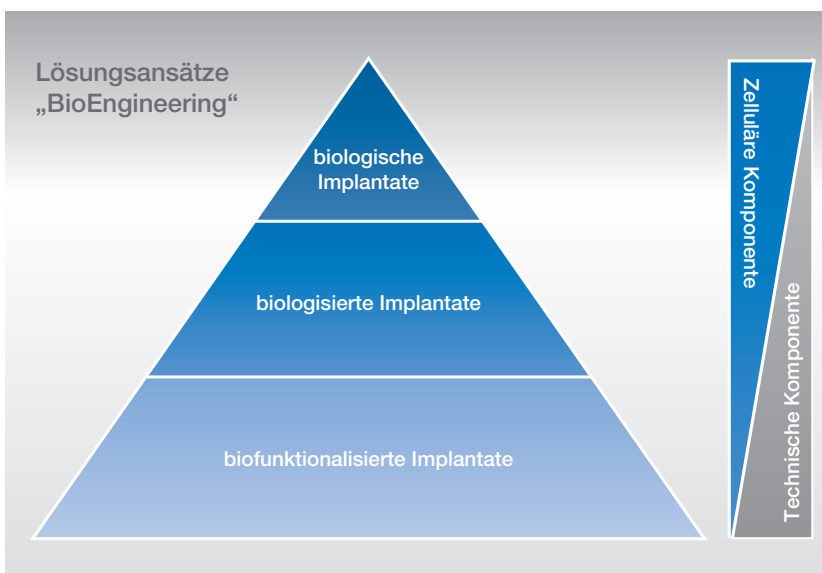 Lösungsansätze
„BioEngineering“
biologische
Implantate
biologisierte Implantate
biofunktionalisierte Implantate
Zelluläre Komponente
Technische Komponente